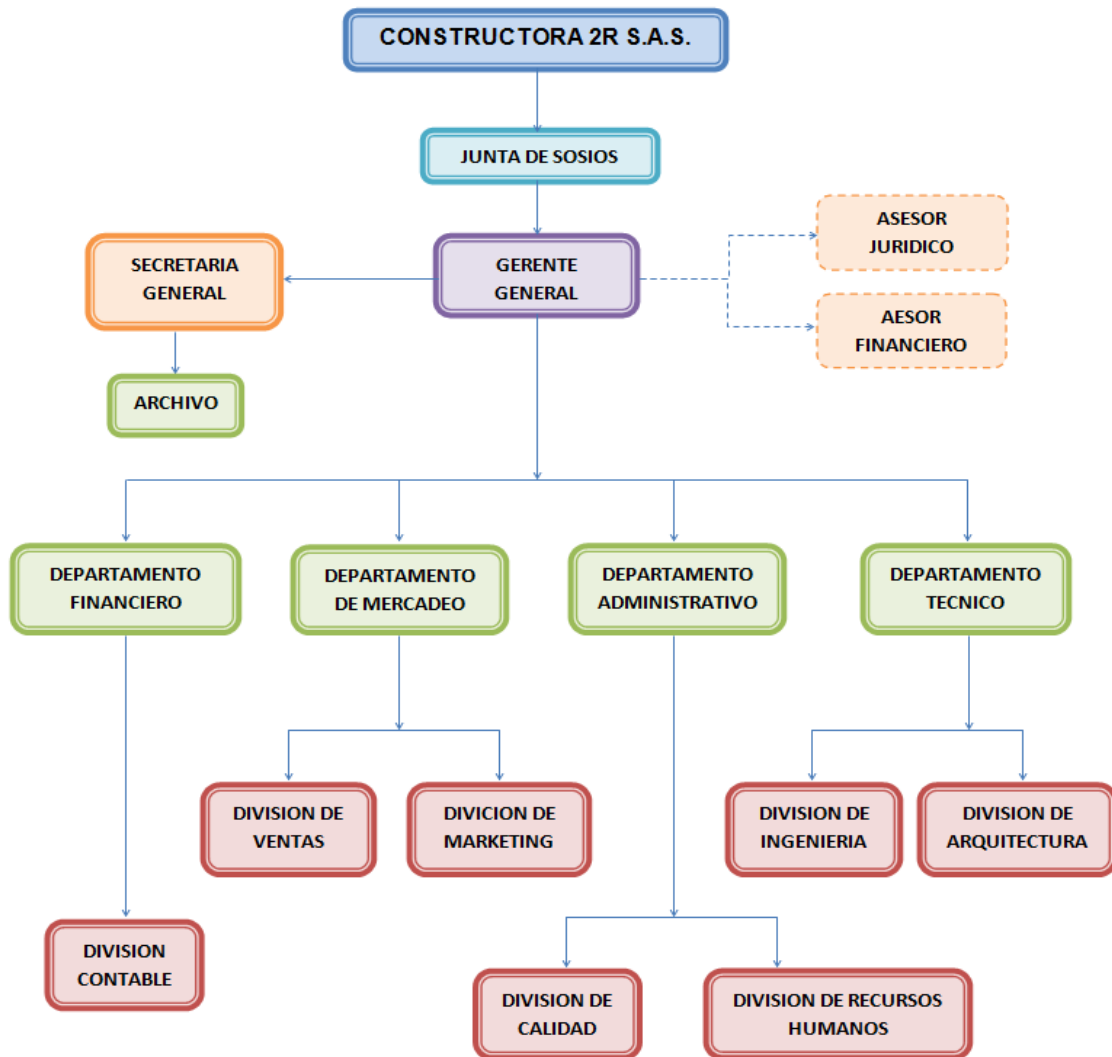 CONSTRUCTORA 2R S.A.S.
JUNTA DE SOSIOS
SECRETARIA
GENERAL
GERENTE
GENERAL
ASESOR
JURIDICO
AESOR
FINANCIERO
ARCHIVO
DEPARTAMENTO
FINANCIERO
DEPARTAMENTO
DE MERCADEO
DEPARTAMENTO
ADMINISTRATIVO
DEPARTAMENTO
TECNICO
DIVISION DE
VENTAS
DIVICION DE
MARKETING
DIVISION DE
INGENIERIA
DIVISION DE
ARQUITECTURA
DIVISION
CONTABLE
DIVISION DE
CALIDAD
DIVISION DE RECURSOS
HUMANOS